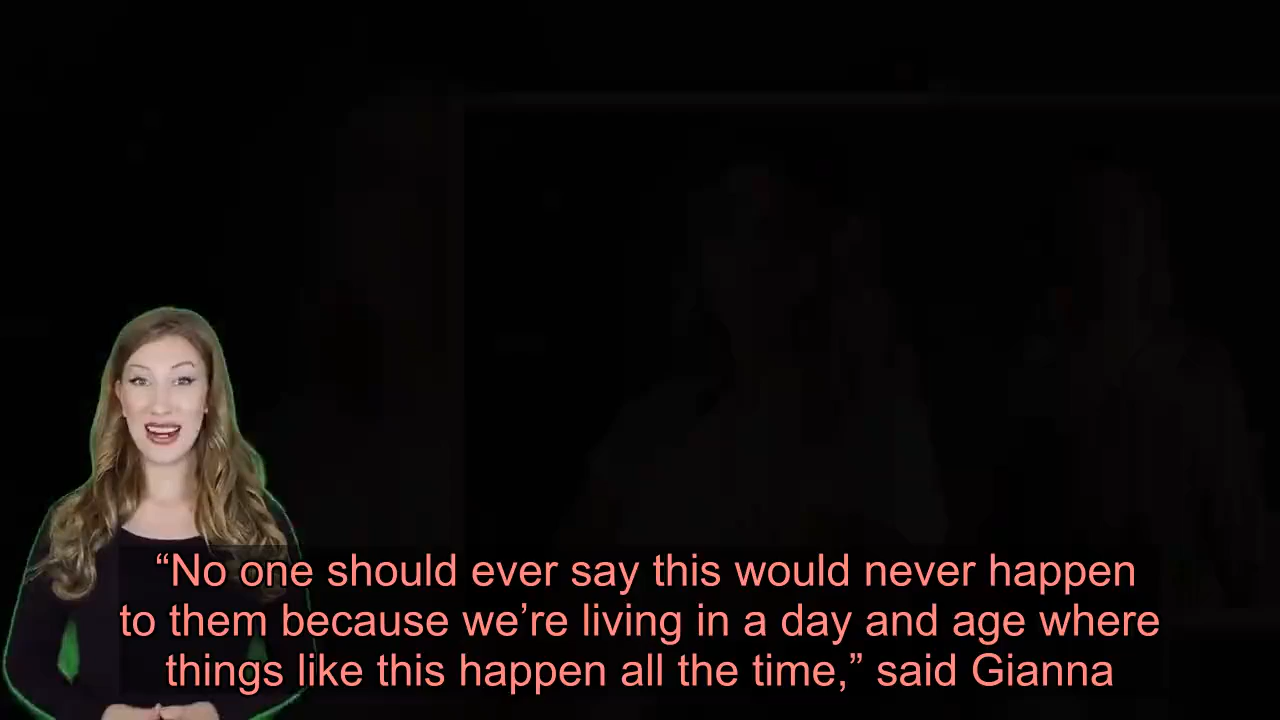 “No one should ever say this would never happen
to them because we’re living in a day and age where
things like this happen all the time,” said Gianna